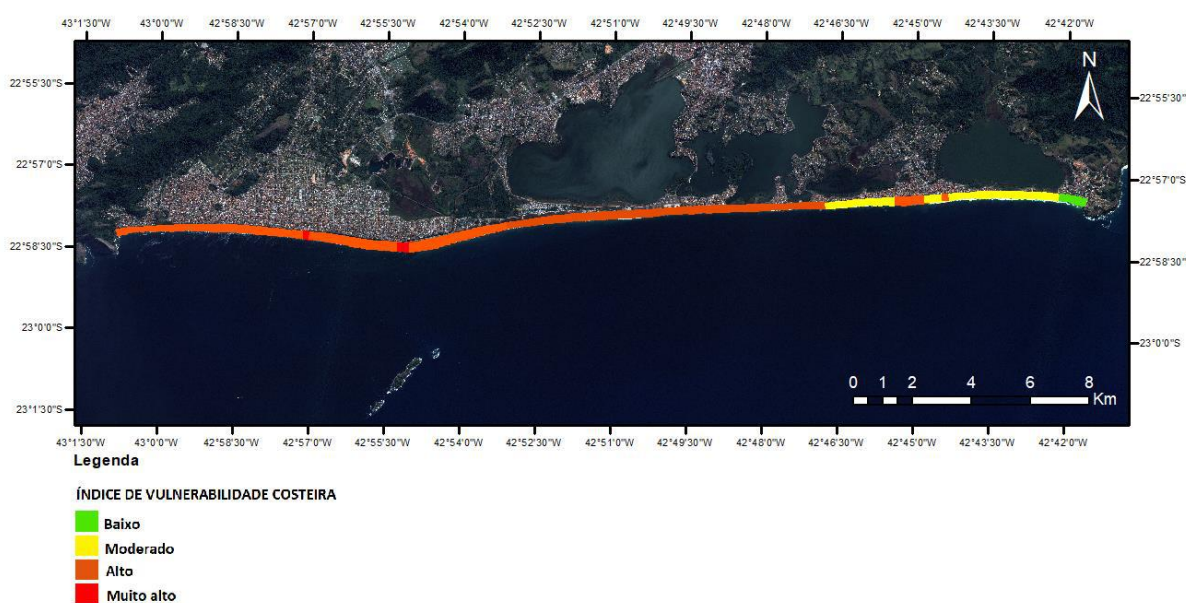 43°1'30"W 43°0'0"W 42°58'30"W 42°57'0"W 42°55'30"W 42°54'0"W 42°52'30"W 42°51'0"W 42°49'30"W 42°48'0"W 42°46'30"W 42°45'0"W 42°43'30"W 42°42'0"W
N
22°55'30"S
22°55'30"S
22°57'0"S
22°57'0"S
22°58'30"S
22°58'30"S
23°0'0"S
23°0'0"S
0 1 2 4 6 8
Km
23°1'30"S
43°1'30"W 43°0'0"W 42°58'30"W 42°57'0"W 42°55'30"W 42°54'0"W 42°52'30"W 42°51'0"W 42°49'30"W 42°48'0"W 42°46'30"W 42°45'0"W 42°43'30"W 42°42'0"W
Legenda
ÍNDICE DE VULNERABILIDADE COSTEIRA
Baixo
Moderado
Alto
Muito alto